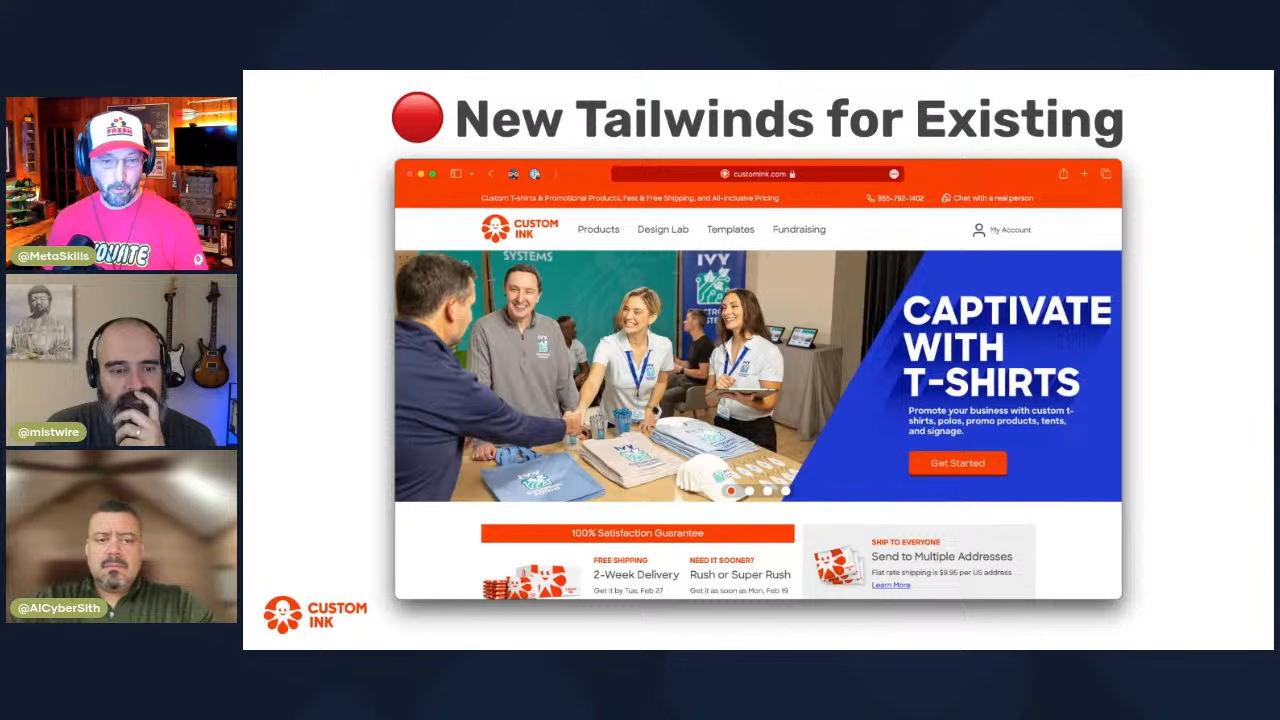 New Tailwinds for Existing
customink.com
Custom T-shirts & Promotional Products, Fast & Free Shipping, and All-Inclusive Pricing
855-792-1402
Chat with a real person
CUSTOM
INK
Products
Design Lab
Templates
Fundraising
My Account
SYSTEMS
IVY
CAPTIVATE
WITH
T-SHIRTS
Promote your business with custom t-
shirts, polos, promo products, tents,
and signage.
Get Started
IVY
IVY
100% Satisfaction Guarantee
FREE SHIPPING
2-Week Delivery
Get it by Tue, Feb 27
NEED IT SOONER?
Rush or Super Rush
Get it as soon as Mon, Feb 19
SHIP TO EVERYONE
Send to Multiple Addresses
Flat rate shipping is $9.95 per US address
Learn More
CUSTOM
INK
FRESH
@MetaSkills
@mistwire
@AICyberSith